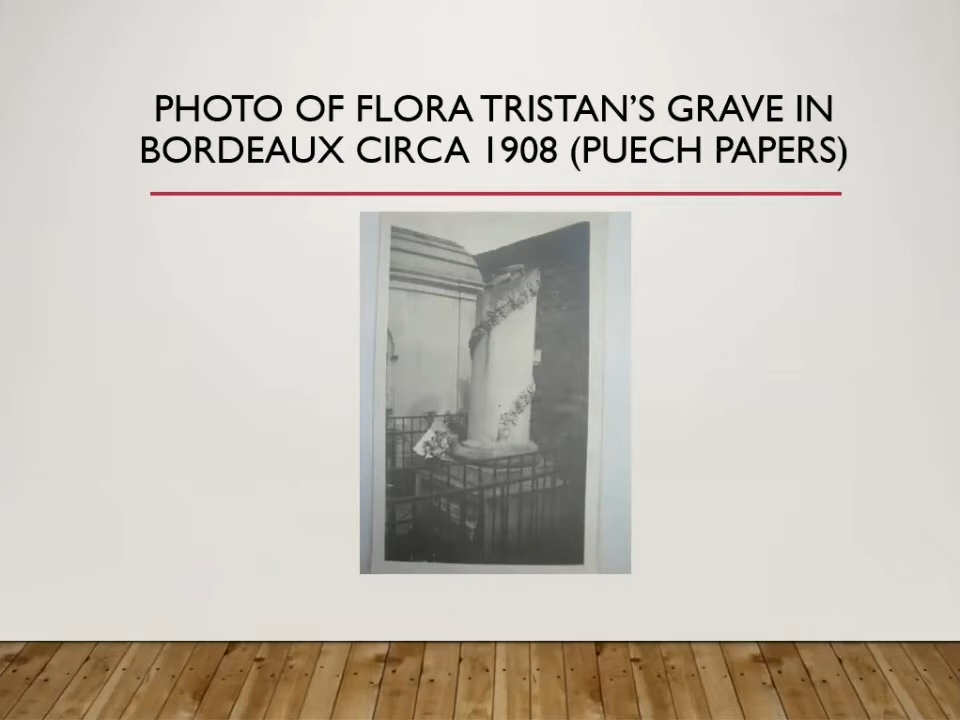 PHOTO OF FLORA TRISTAN’S GRAVE IN
BORDEAUX CIRCA 1908 (PUECH PAPERS)